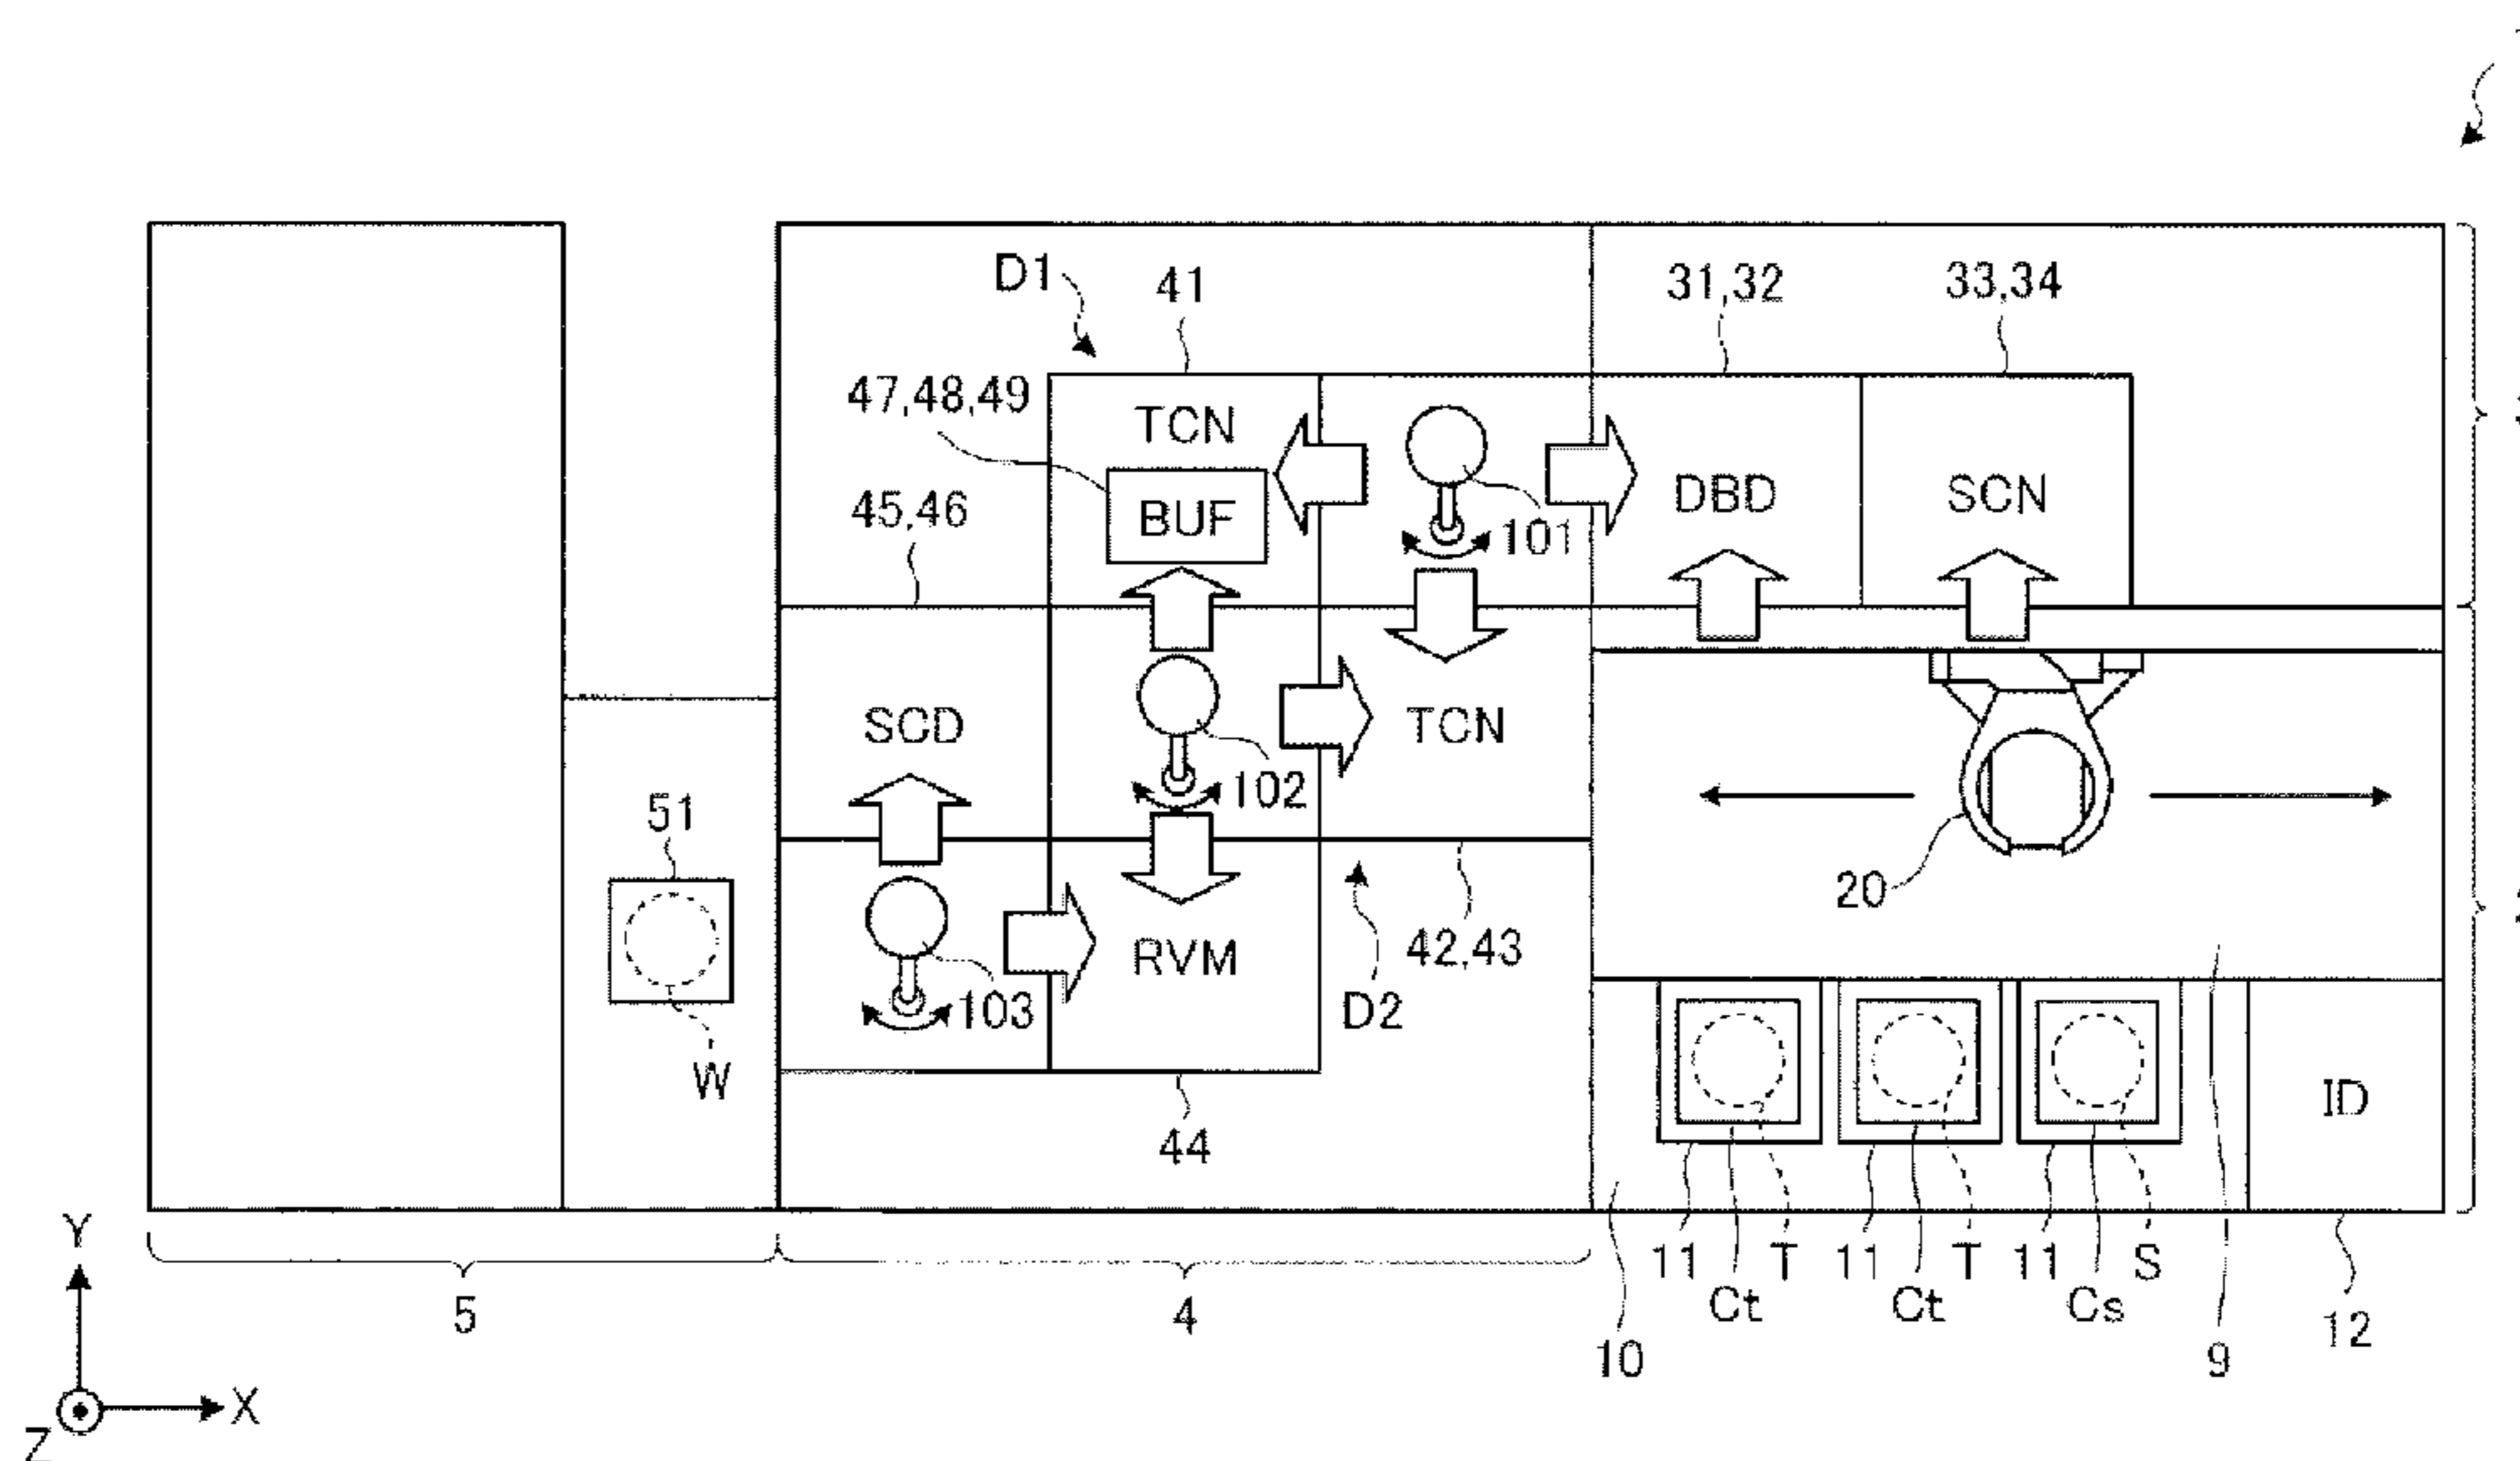 D1
41
31,32
33,34
47,48,49
TCN
BUF
45,46
101
DBD
SCN
SCD
102
TCN
51
20
W
103
RVM
D2
42,43
44
ID
11
T
11
T
11
S
Ct
Ct
Cs
12
10
9
5
4
Y
X
Z